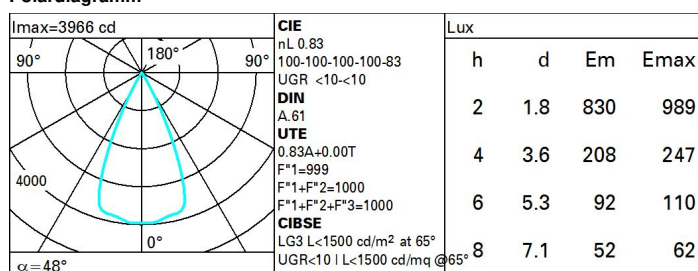 Imax=3966 cd
90° 180° 90°
4000
0°
α=48°
CIE
nL 0.83
100-100-100-100-83
UGR <10-<10
DIN
A.61
UTE
0.83A+0.00T
F"1=999
F"1+F"2=1000
F"1+F"2+F"3=1000
CIBSE
LG3 L<1500 cd/m² at 65°
UGR<10 | L<1500 cd/mq @65°
Lux
h d Em Emax
2 1.8 830 989
4 3.6 208 247
6 5.3 92 110
8 7.1 52 62